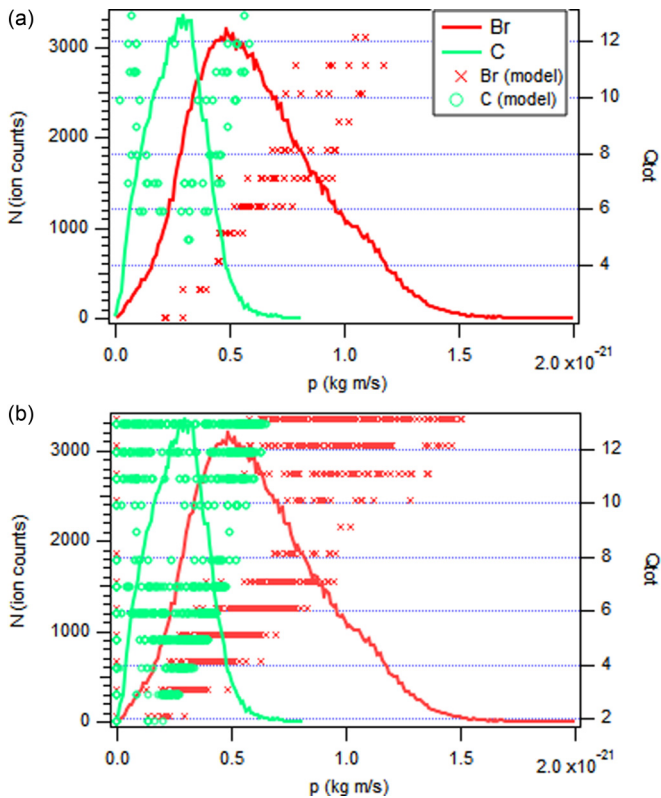 (a)
3000
2000
1000
0
N (ion counts)
Br
C
Br (model)
C (model)
12
10
8
6
4
Qtot
0.0
0.5
1.0
1.5
2.0 x10-21
p (kg m/s)
(b)
3000
2000
1000
0
N (ion counts)
12
10
8
6
4
2
Qtot
0.0
0.5
1.0
1.5
2.0 x10-21
p (kg m/s)